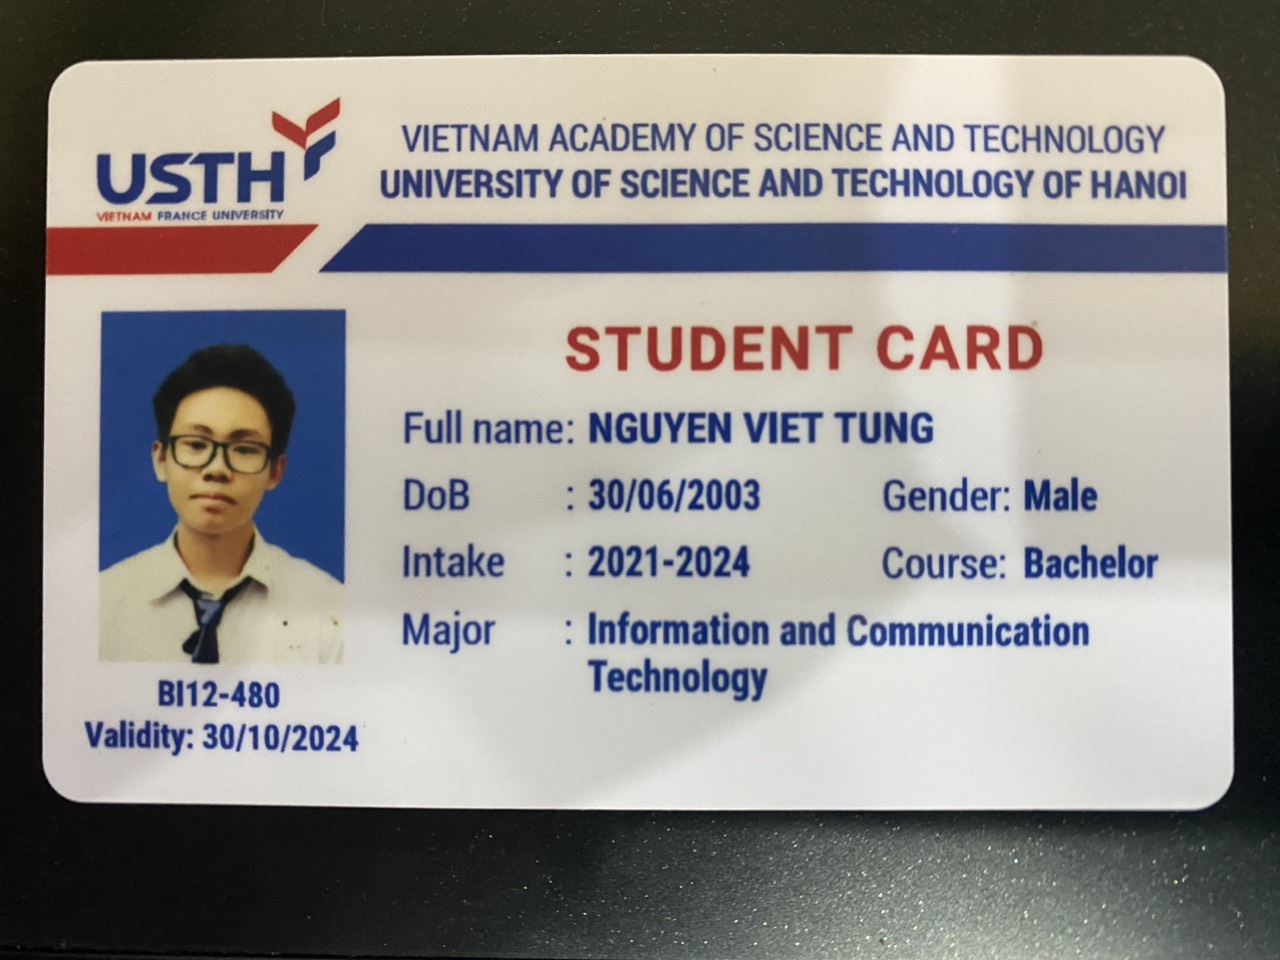 USTH
VIETNAM FRANCE UNIVERSITY
VIETNAM ACADEMY OF SCIENCE AND TECHNOLOGY
UNIVERSITY OF SCIENCE AND TECHNOLOGY OF HANOI
STUDENT CARD
Full name: NGUYEN VIET TUNG
DoB : 30/06/2003 Gender: Male
Intake : 2021-2024 Course: Bachelor
Major : Information and Communication
Technology
BI12-480
Validity: 30/10/2024